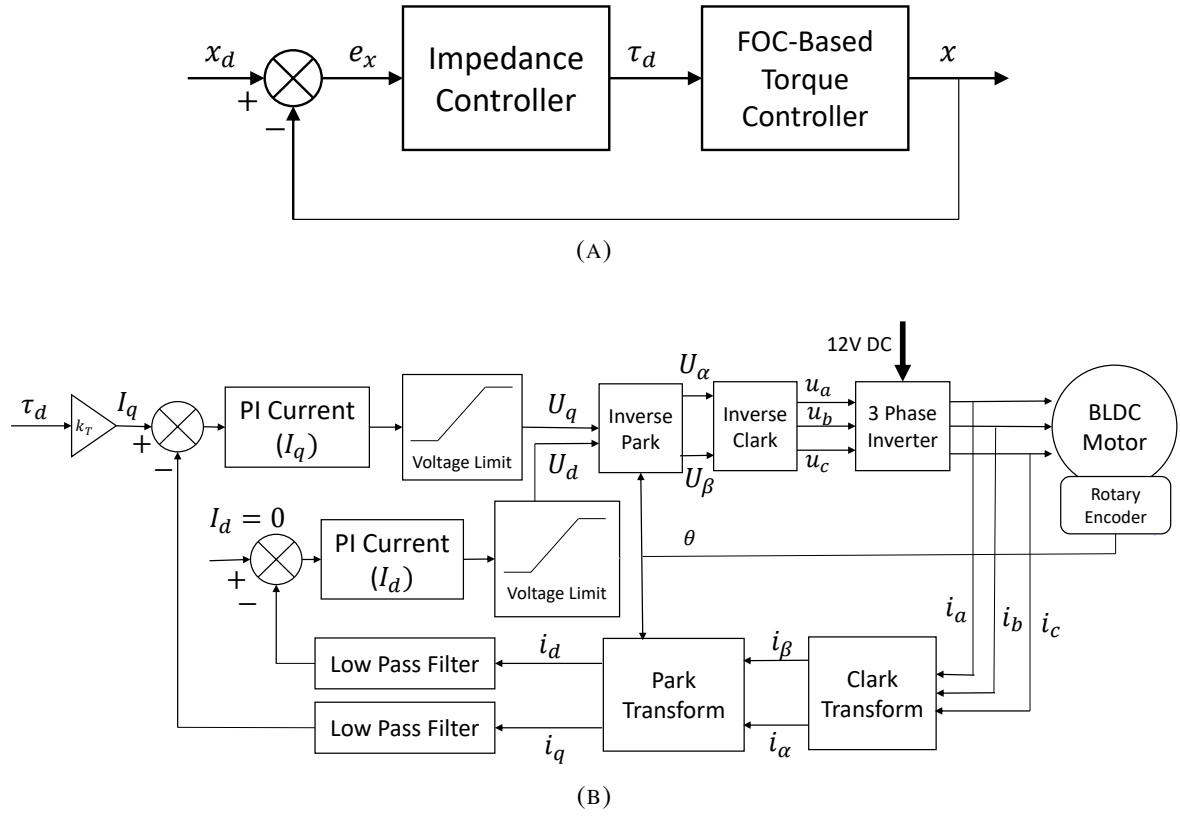 x_d
+
−
e_x
Impedance
Controller
τ_d
FOC-Based
Torque
Controller
x
(A)
12V DC
τ_d
k_T
I_q
+
−
PI Current
(I_q)
Voltage Limit
U_q
U_d
Inverse
Park
U_α
U_β
Inverse
Clark
u_a
u_b
u_c
3 Phase
Inverter
BLDC
Motor
Rotary
Encoder
I_d = 0
+
−
PI Current
(I_d)
Voltage Limit
θ
i_a
i_b
i_c
Low Pass Filter
i_d
Park
Transform
i_β
Clark
Transform
Low Pass Filter
i_q
i_α
(B)